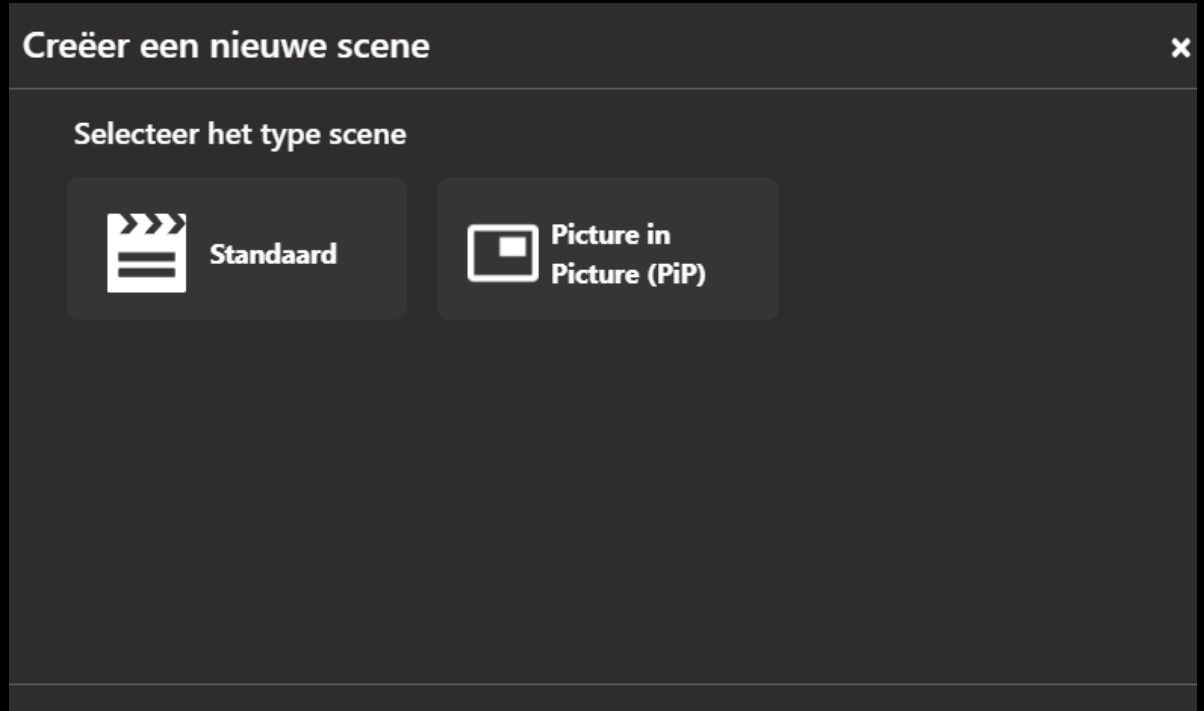 Creëer een nieuwe scene
Selecteer het type scene
Standaard
Picture in
Picture (PiP)